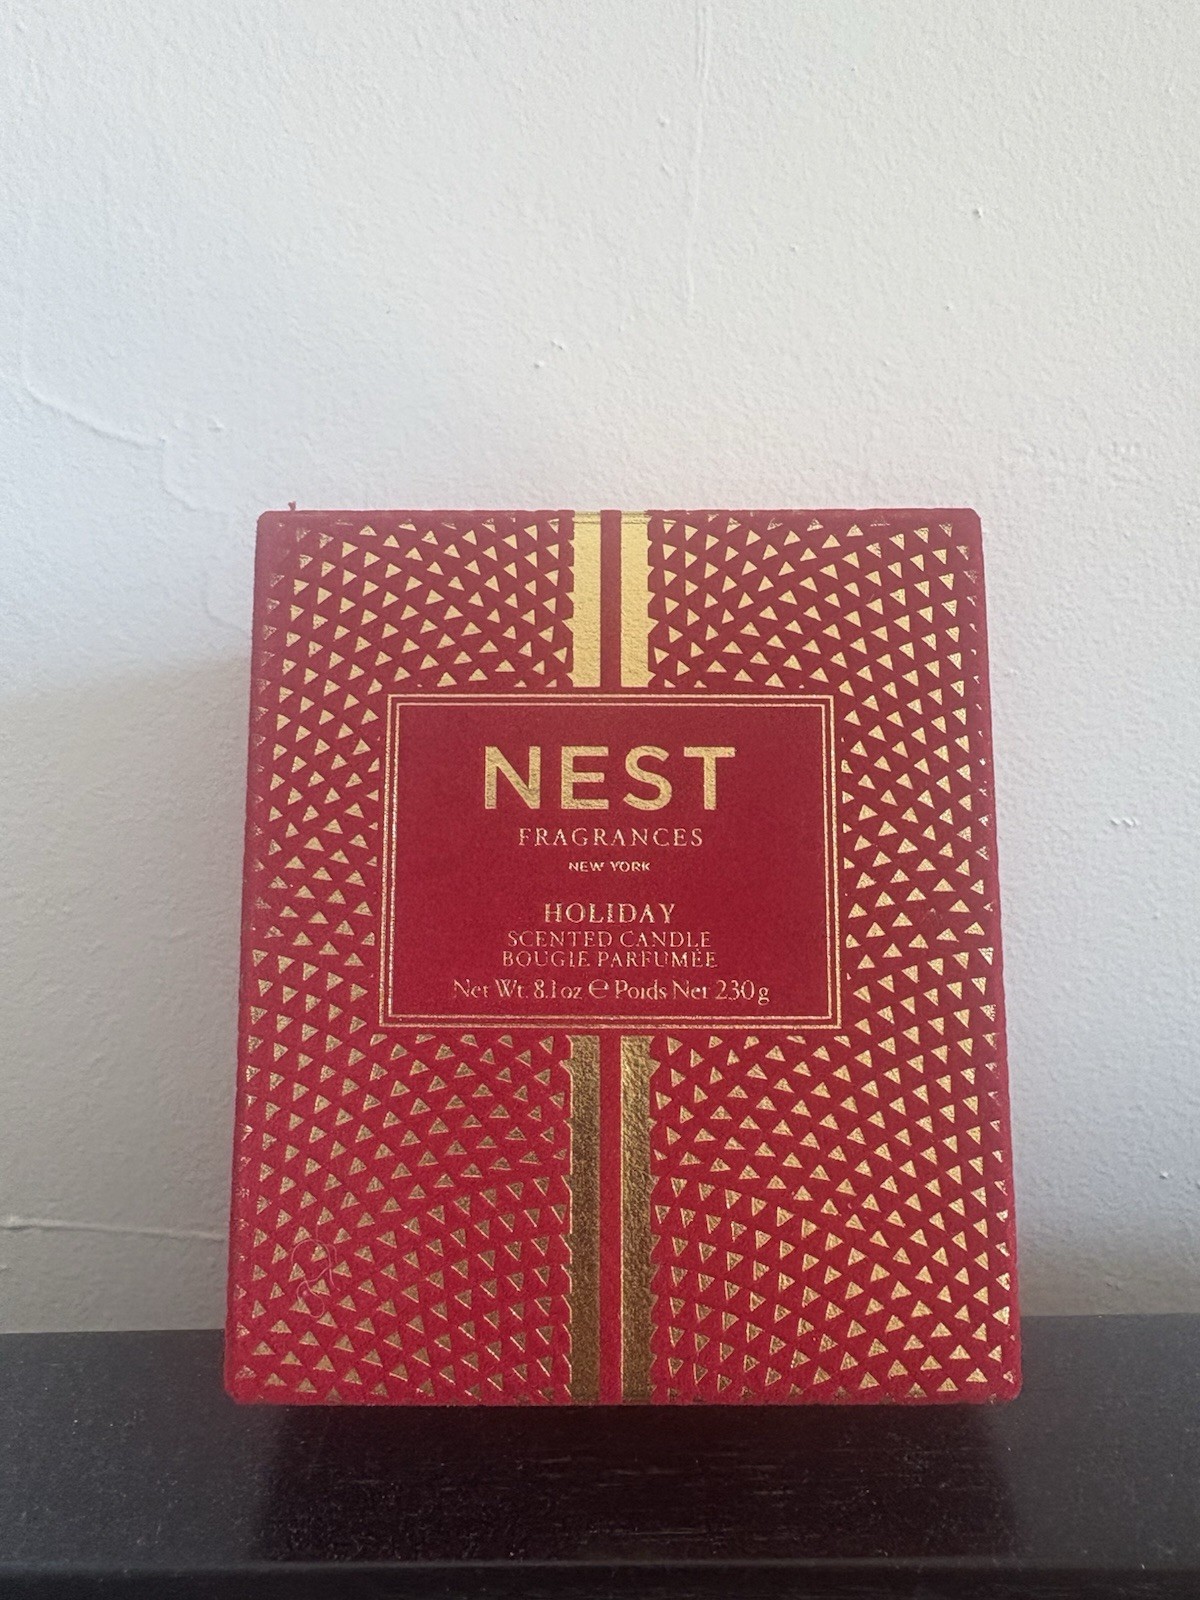 NEST
FRAGRANCES
NEW YORK
HOLIDAY
SCENTED CANDLE
BOUGIE PARFUMÉE
Net Wt. 8.1 oz ℮ Poids Net 230 g